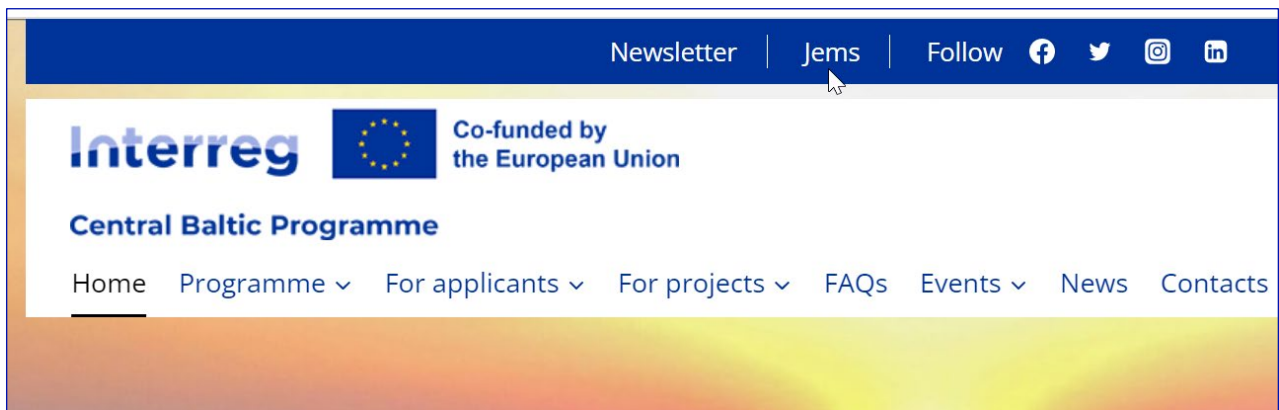 Newsletter Jems Follow
Interreg
Co-funded by
the European Union
Central Baltic Programme
Home Programme For applicants For projects FAQs Events News Contacts